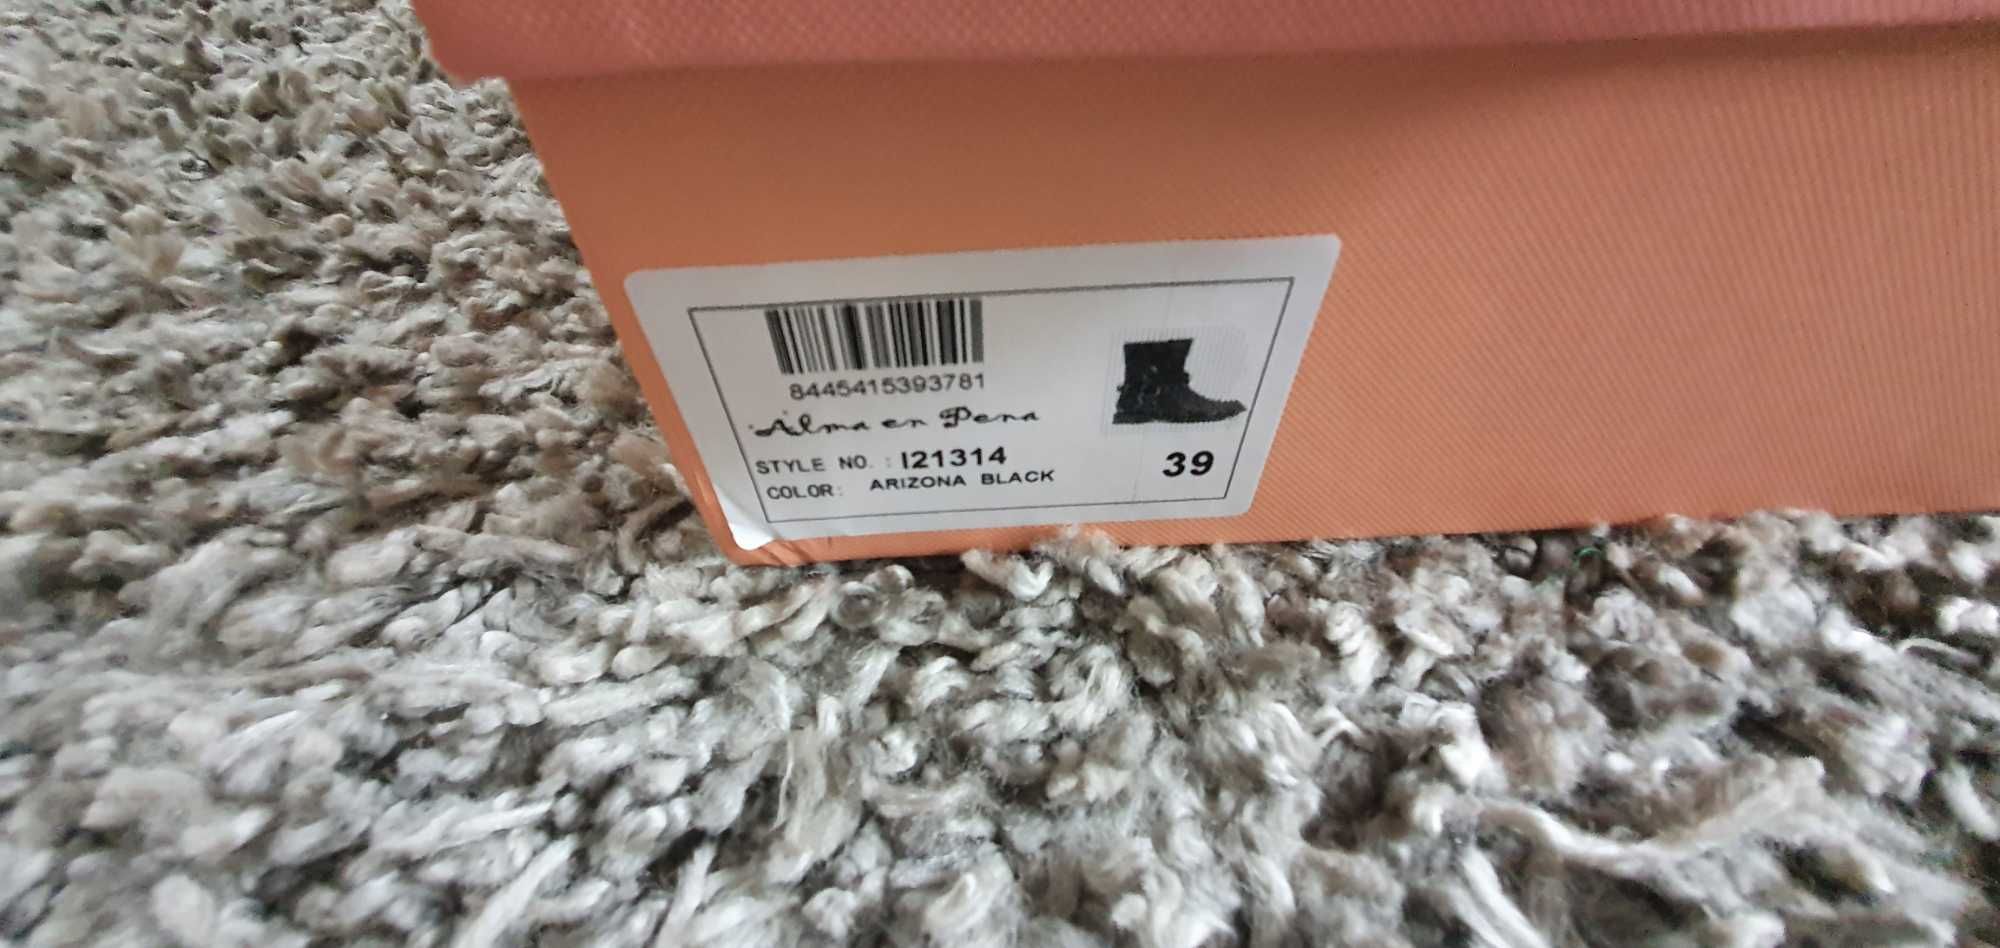 8445415393781
Alma en Pena
STYLE NO. : I21314
COLOR: ARIZONA BLACK
39